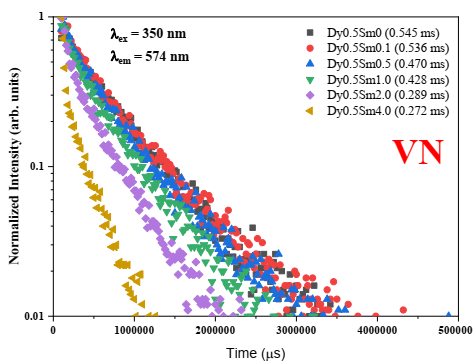 λex = 350 nm
λem = 574 nm
Dy0.5Sm0 (0.545 ms)
Dy0.5Sm0.1 (0.536 ms)
Dy0.5Sm0.5 (0.470 ms)
Dy0.5Sm1.0 (0.428 ms)
Dy0.5Sm2.0 (0.289 ms)
Dy0.5Sm4.0 (0.272 ms)
VN
Normalized Intensity (arb. units)
1
0.1
0.01
0 1000000 2000000 3000000 4000000 5000000
Time (μs)